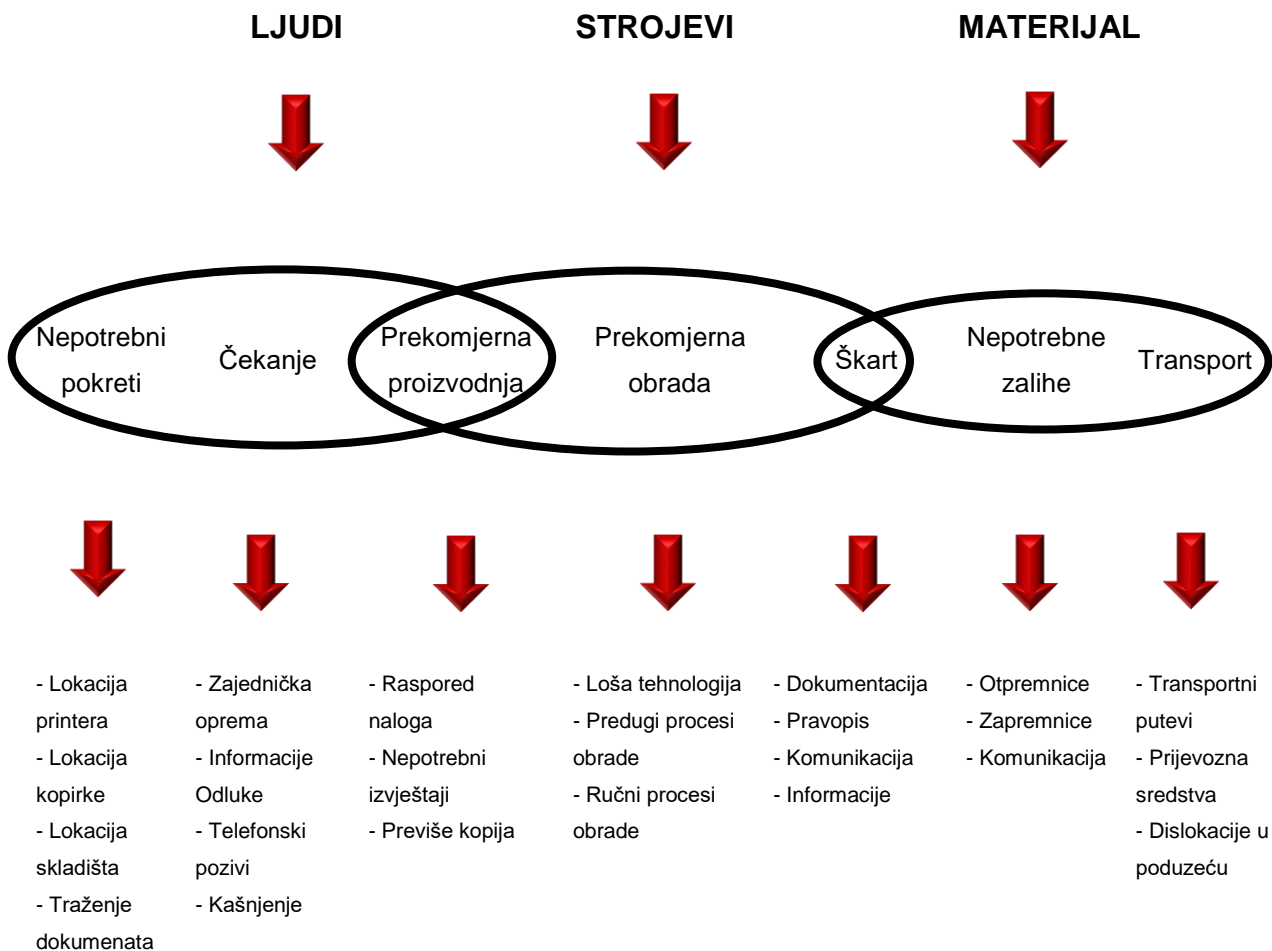 LJUDI
STROJEVI
MATERIJAL
Nepotrebni
pokreti
Čekanje
Prekomjerna
proizvodnja
Prekomjerna
obrada
Škart
Nepotrebne
zalihe
Transport
- Lokacija
printera
- Lokacija
kopirke
- Lokacija
skladišta
- Traženje
dokumenata
- Zajednička
oprema
- Informacije
Odluke
- Telefonski
pozivi
- Kašnjenje
- Raspored
naloga
- Nepotrebni
izvještaji
- Previše kopija
- Loša tehnologija
- Predugi procesi
obrade
- Ručni procesi
obrade
- Dokumentacija
- Pravopis
- Komunikacija
- Informacije
- Otpremnice
- Zapremnice
- Komunikacija
- Transportni
putevi
- Prijevozna
sredstva
- Dislokacije u
poduzeću